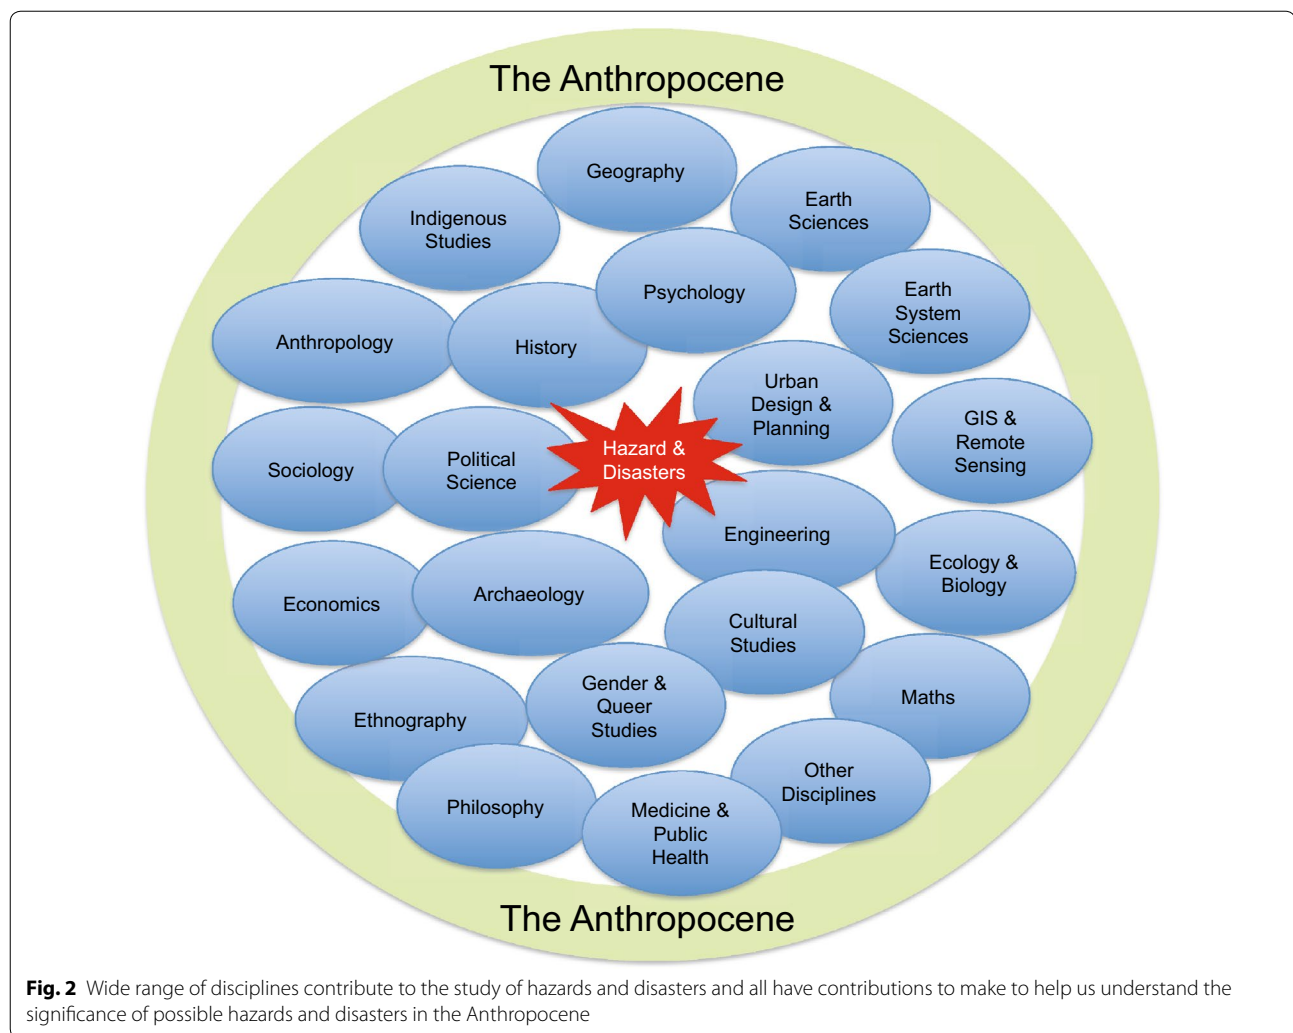 The Anthropocene
Geography
Earth
Sciences
Indigenous
Studies
Psychology
Earth
System
Sciences
Anthropology
History
Urban
Design &
Planning
GIS &
Remote
Sensing
Hazard &
Disasters
Sociology
Political
Science
Engineering
Ecology &
Biology
Economics
Archaeology
Cultural
Studies
Gender &
Queer
Studies
Maths
Ethnography
Other
Disciplines
Philosophy
Medicine &
Public
Health
The Anthropocene
Fig. 2 Wide range of disciplines contribute to the study of hazards and disasters and all have contributions to make to help us understand the
significance of possible hazards and disasters in the Anthropocene